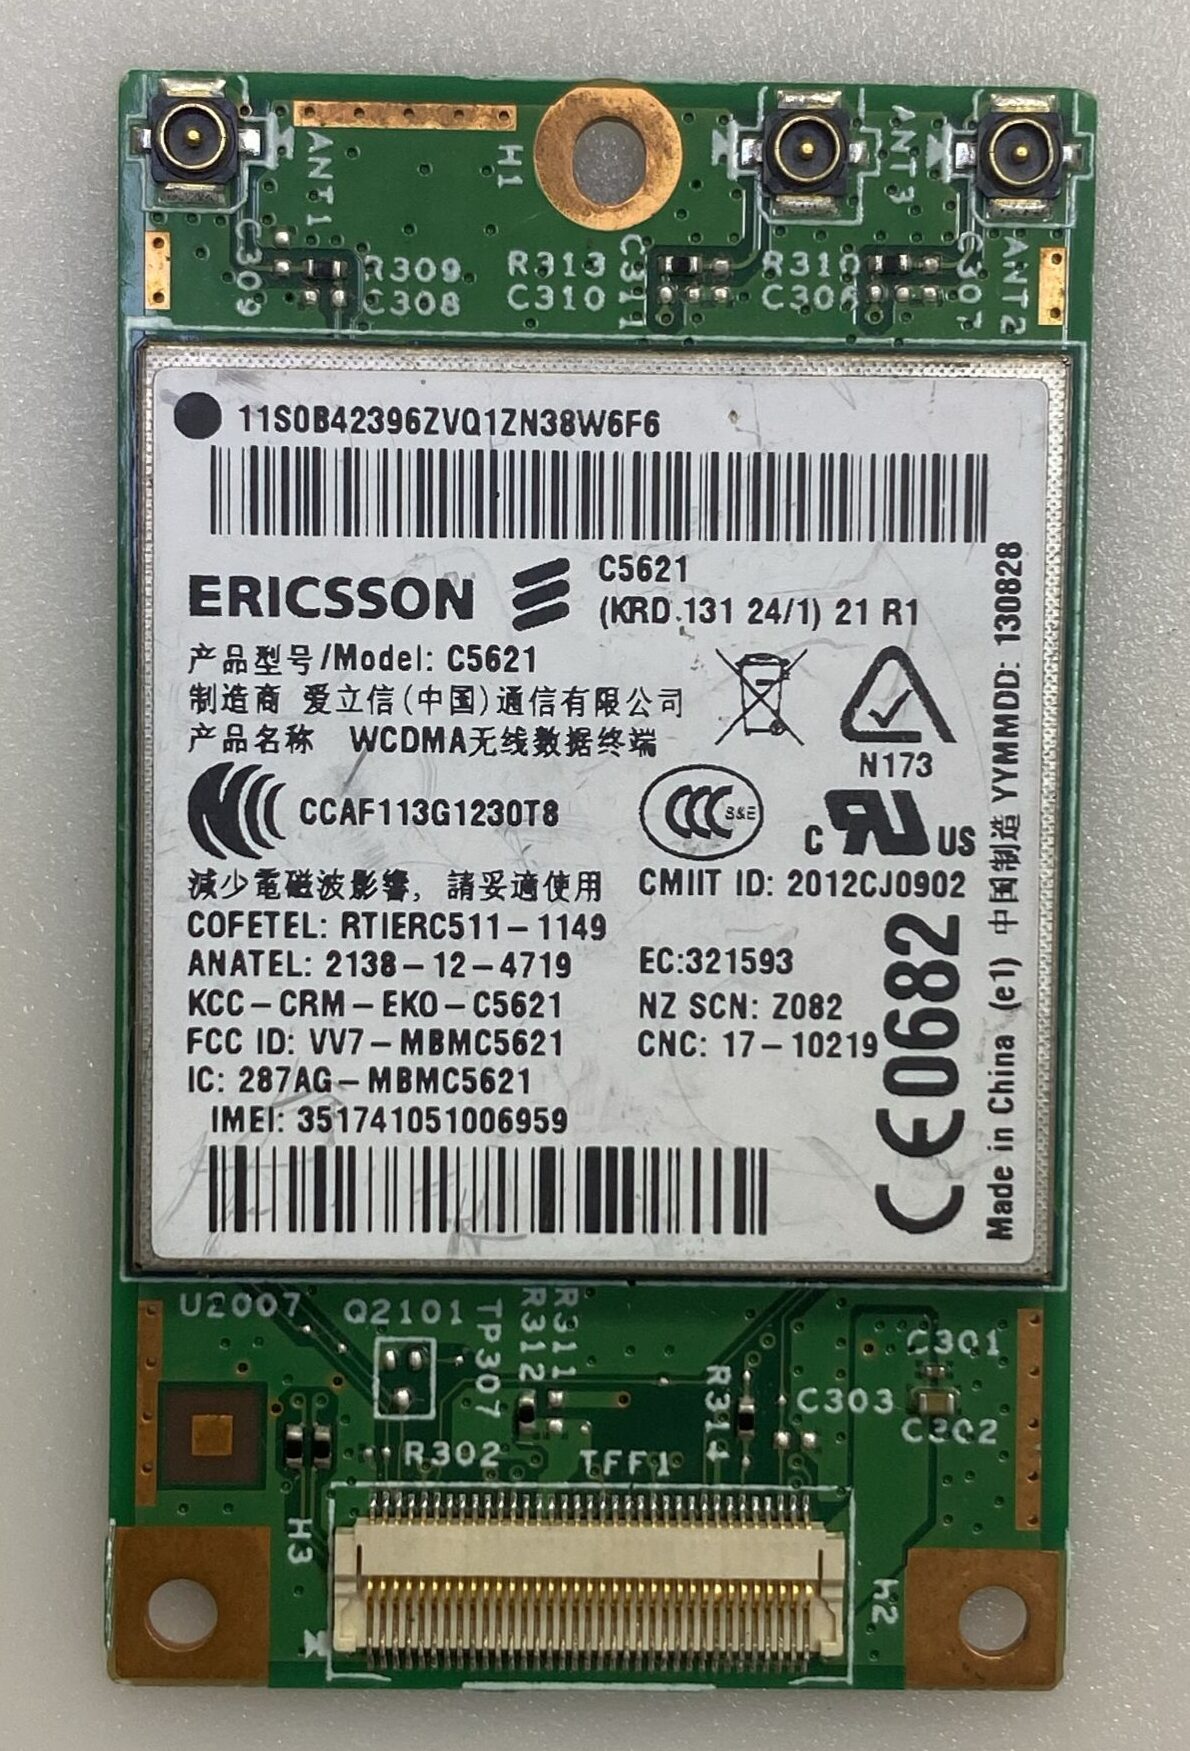 ANT1
H1
ANT3
ANT2
C309
R309
C308
R313
C310
C311
R310
C307
11S0B42396ZVQ1ZN38W6F6
ERICSSON
C5621
(KRD 131 24/1) 21 R1
产品型号/Model: C5621
制造商 爱立信(中国)通信有限公司
产品名称 WCDMA无线数据终端
N173
CCAF113G1230T8
CCC S&E
C RU US
減少電磁波影響, 請妥適使用
CMIIT ID: 2012CJ0902
COFETEL: RTIERC511-1149
ANATEL: 2138-12-4719
EC:321593
KCC-CRM-EKO-C5621
NZ SCN: Z082
FCC ID: VV7-MBMC5621
CNC: 17-10219
IC: 287AG-MBMC5621
IMEI: 351741051006959
CE0682
Made in China (e1) 中国制造 YYMMDD: 130828
U2007
Q2101
TP307
R312
R311
R314
C301
C303
C302
R302
TFF1
H3
H2